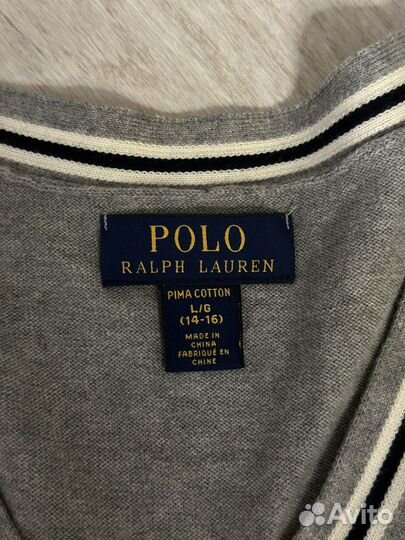 POLO
RALPH LAUREN
PIMA COTTON
L/G
(14-16)
MADE IN
CHINA
FABRIQUÉ EN
CHINE
Avito